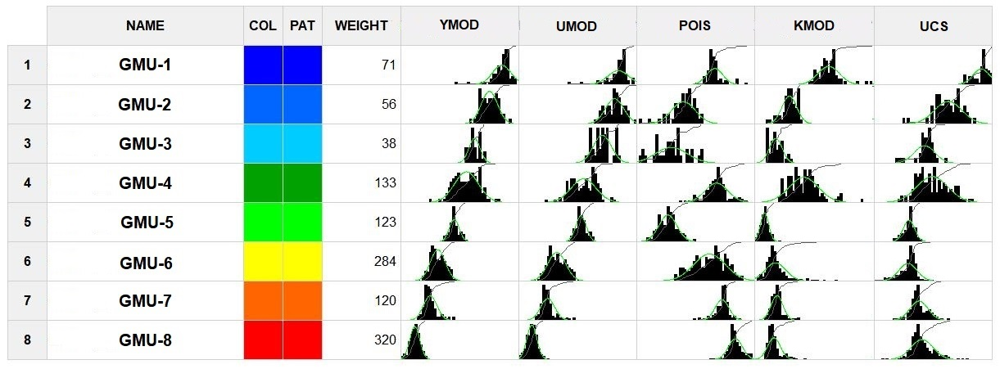 NAME COL PAT WEIGHT YMOD UMOD POIS KMOD UCS
1 GMU-1 71
2 GMU-2 56
3 GMU-3 38
4 GMU-4 133
5 GMU-5 123
6 GMU-6 284
7 GMU-7 120
8 GMU-8 320